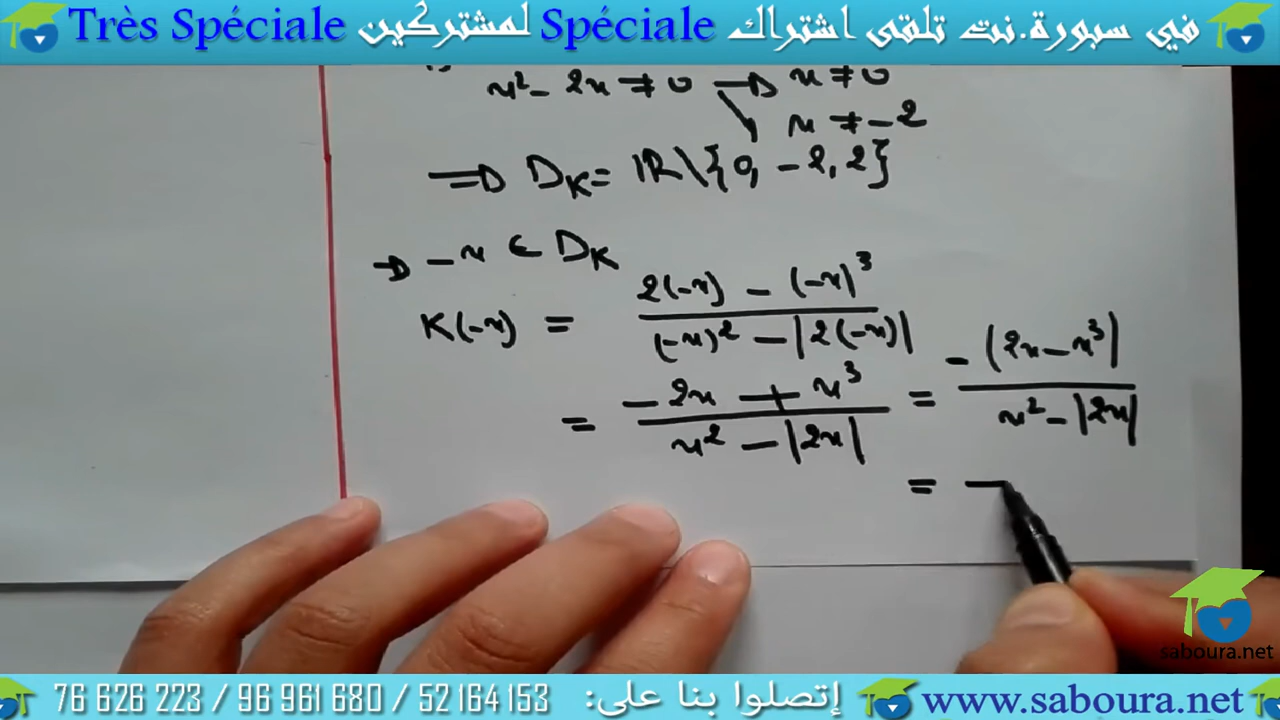 في سبورة.نت تلقى اشتراك Spéciale لمشتركين Très Spéciale
x² - 2x ≠ 0 → x ≠ 0
x ≠ -2
⇒ D_K = IR\{0, -2, 2}
→ -x ∈ D_K
K(-x) = (2(-x) - (-x)³) / ((-x)² - |2(-x)|)
= (-2x + x³) / (x² - |2x|) = -(2x - x³) / (x² - |2x|)
= -
saboura.net
76 626 223 / 96 961 680 / 52 164 153 إتصلوا بنا على: www.saboura.net